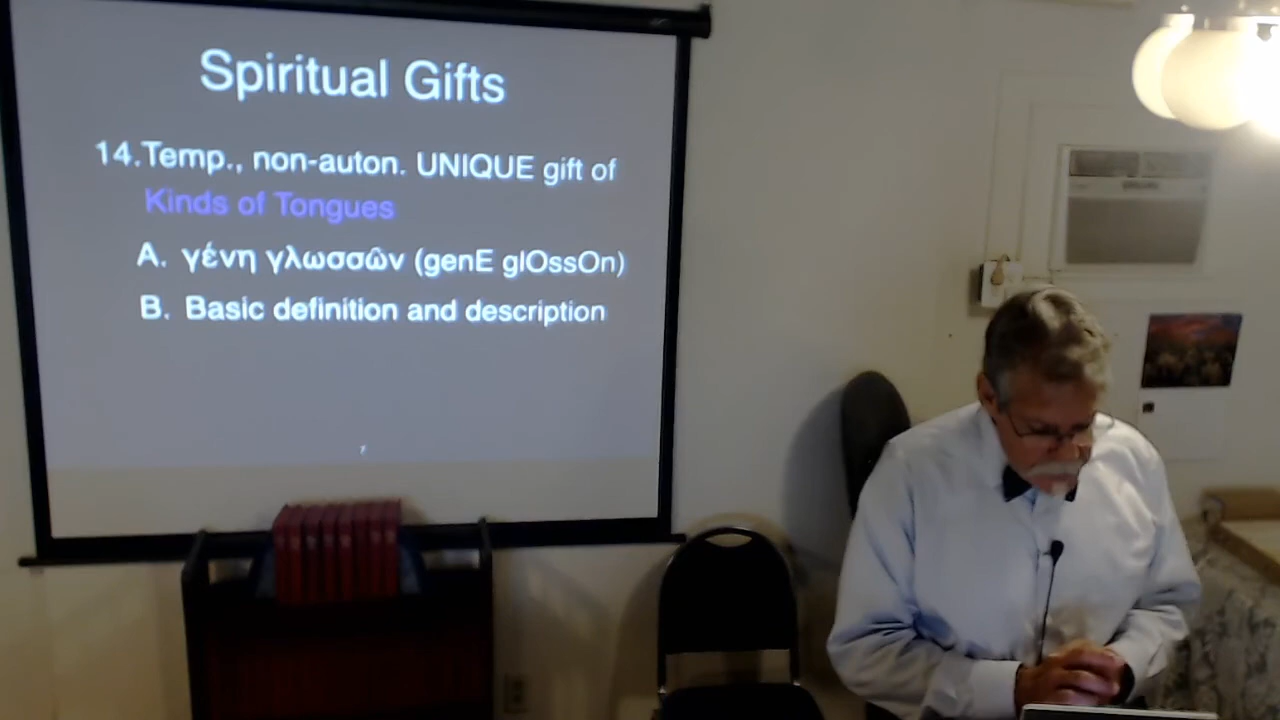 Spiritual Gifts
14. Temp., non-auton. UNIQUE gift of
Kinds of Tongues
A. γένη γλωσσῶν (genE glOssOn)
B. Basic definition and description